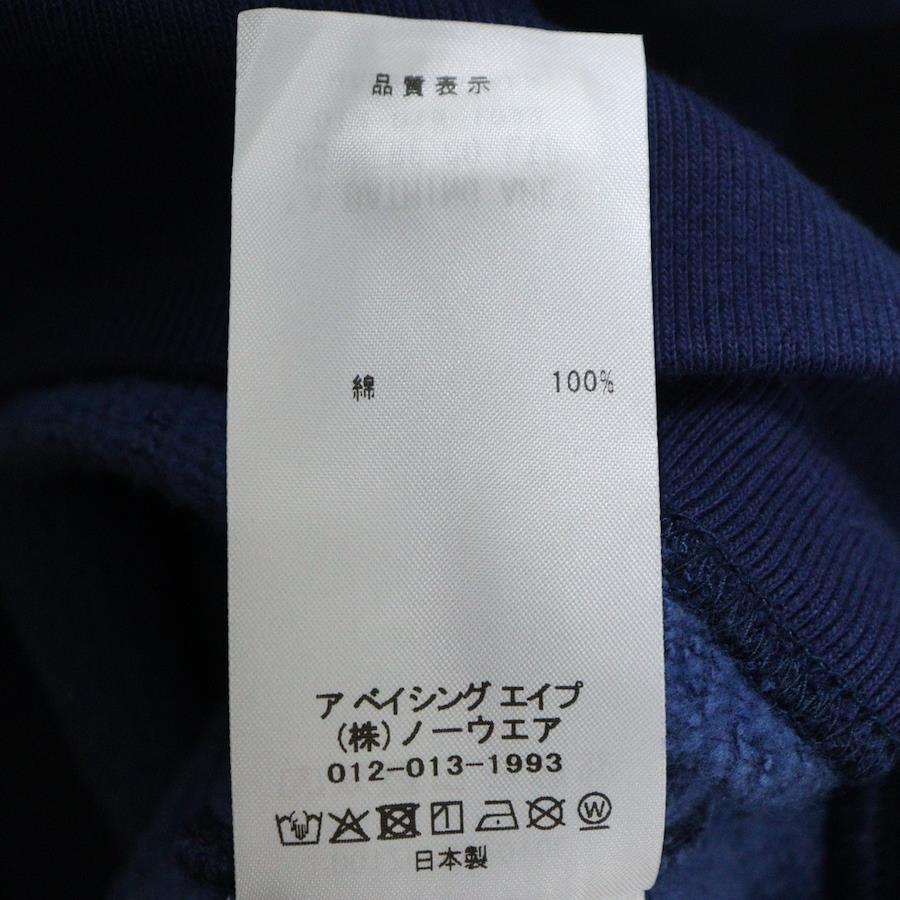 品質表示
綿 100%
ア ベイシング エイプ
(株)ノーウエア
012-013-1993
W
日本製